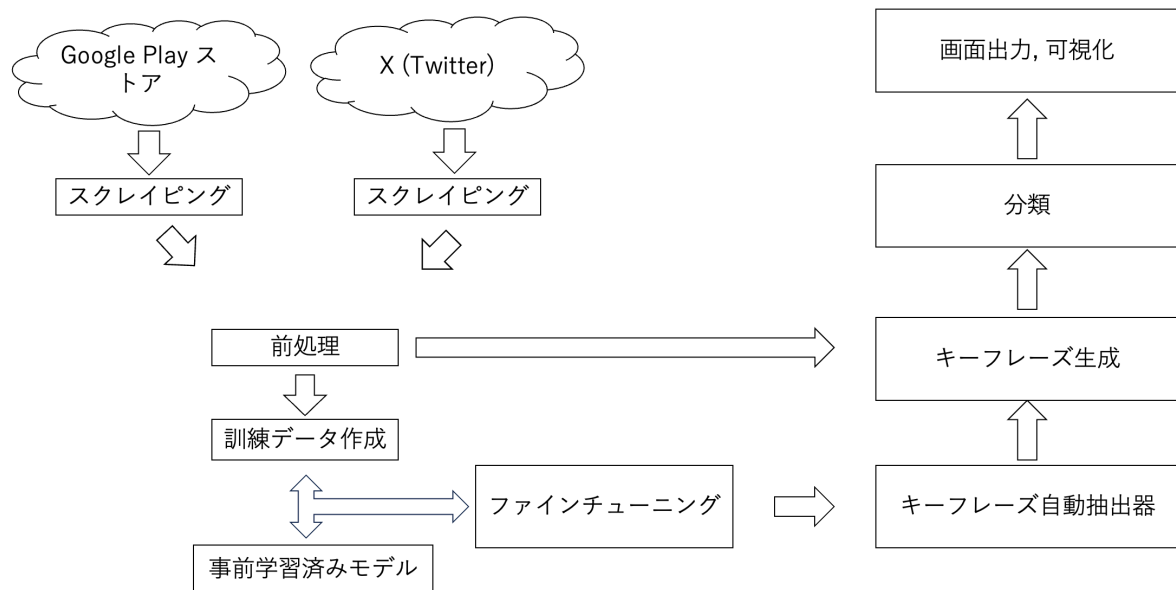 Google Play ス
トア
X (Twitter)
スクレイピング
スクレイピング
前処理
訓練データ作成
事前学習済みモデル
ファインチューニング
画面出力, 可視化
分類
キーフレーズ生成
キーフレーズ自動抽出器